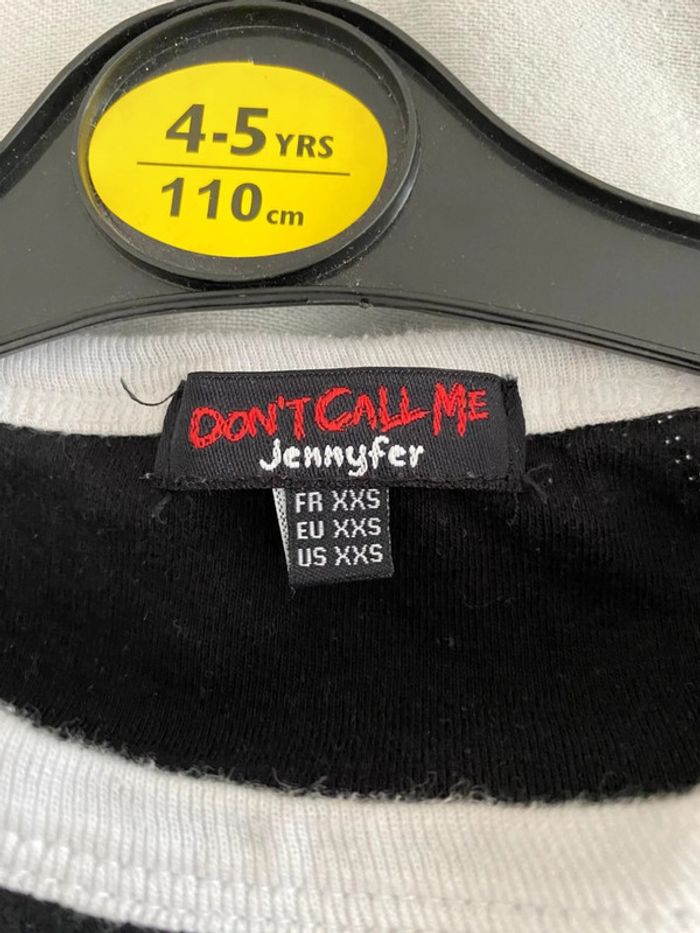 4-5 YRS
110 cm
DON'T CALL ME
Jennyfer
FR XXS
EU XXS
US XXS